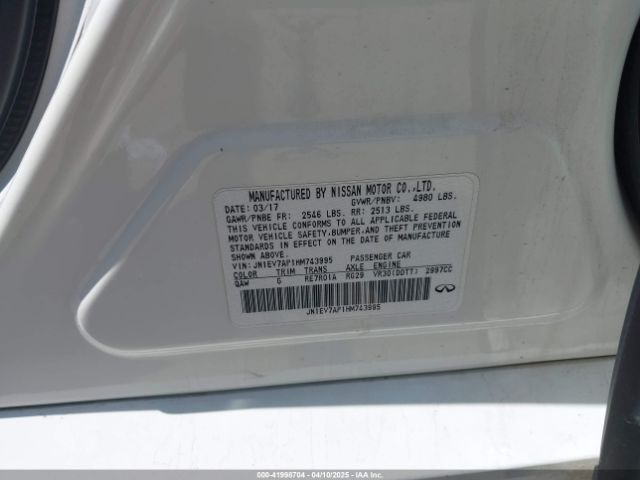 MANUFACTURED BY NISSAN MOTOR CO.,LTD.
DATE: 03/17 GVWR/PNBV: 4980 LBS.
GAWR/PNBE FR: 2546 LBS. RR: 2513 LBS.
THIS VEHICLE CONFORMS TO ALL APPLICABLE FEDERAL
MOTOR VEHICLE SAFETY, BUMPER, AND THEFT PREVENTION
STANDARDS IN EFFECT ON THE DATE OF MANUFACTURE
SHOWN ABOVE.
VIN: JN1EV7AP1HM743995 PASSENGER CAR
COLOR TRIM TRANS AXLE ENGINE
QAW G RE7R01A RG29 VR30(DDTT) 2997CC
JN1EV7AP1HM743995
000-41998704 - 04/10/2025 - IAA, INC.